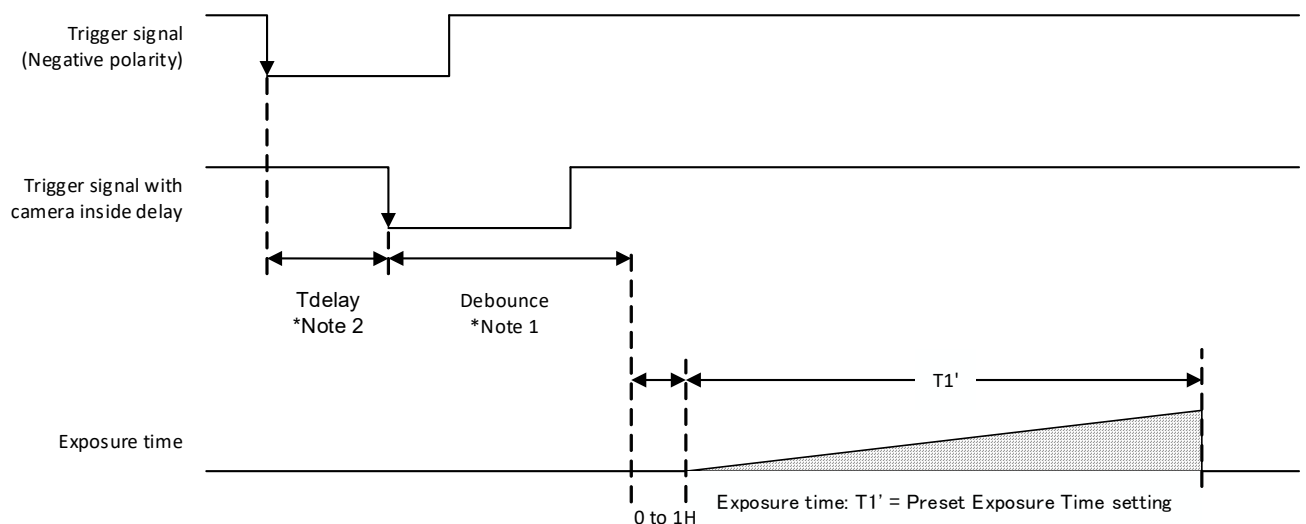 Trigger signal
(Negative polarity)
Trigger signal with
camera inside delay
Tdelay
*Note 2
Debounce
*Note 1
T1'
Exposure time
0 to 1H
Exposure time: T1' = Preset Exposure Time setting